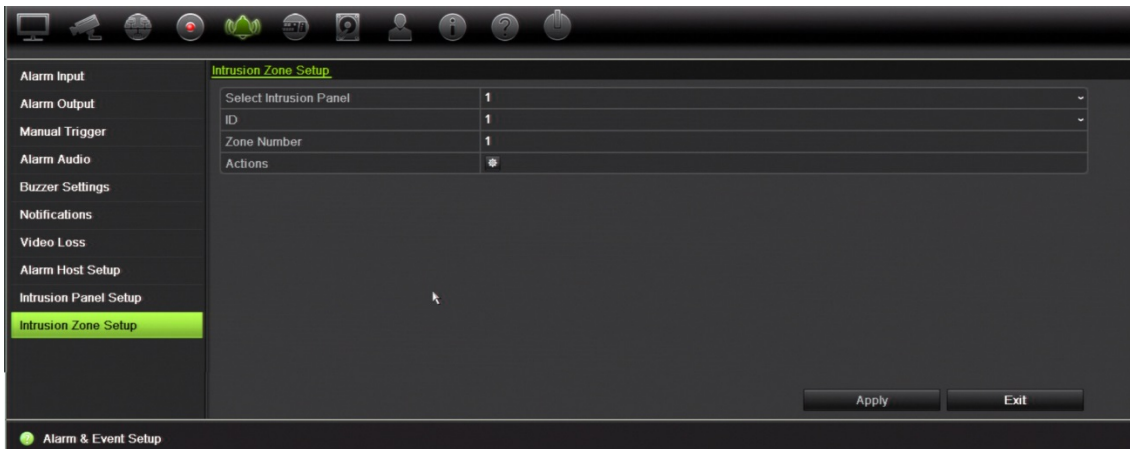 Alarm Input
Alarm Output
Manual Trigger
Alarm Audio
Buzzer Settings
Notifications
Video Loss
Alarm Host Setup
Intrusion Panel Setup
Intrusion Zone Setup
Intrusion Zone Setup
Select Intrusion Panel 1
ID 1
Zone Number 1
Actions
Apply Exit
Alarm & Event Setup